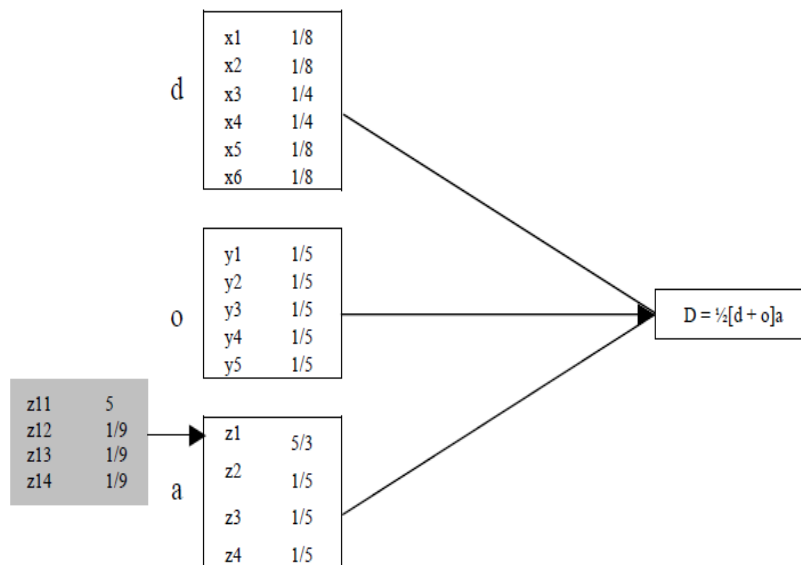 d
x1 1/8
x2 1/8
x3 1/4
x4 1/4
x5 1/8
x6 1/8
o
y1 1/5
y2 1/5
y3 1/5
y4 1/5
y5 1/5
D = ½[d + o]a
z11 5
z12 1/9
z13 1/9
z14 1/9
a
z1 5/3
z2 1/5
z3 1/5
z4 1/5